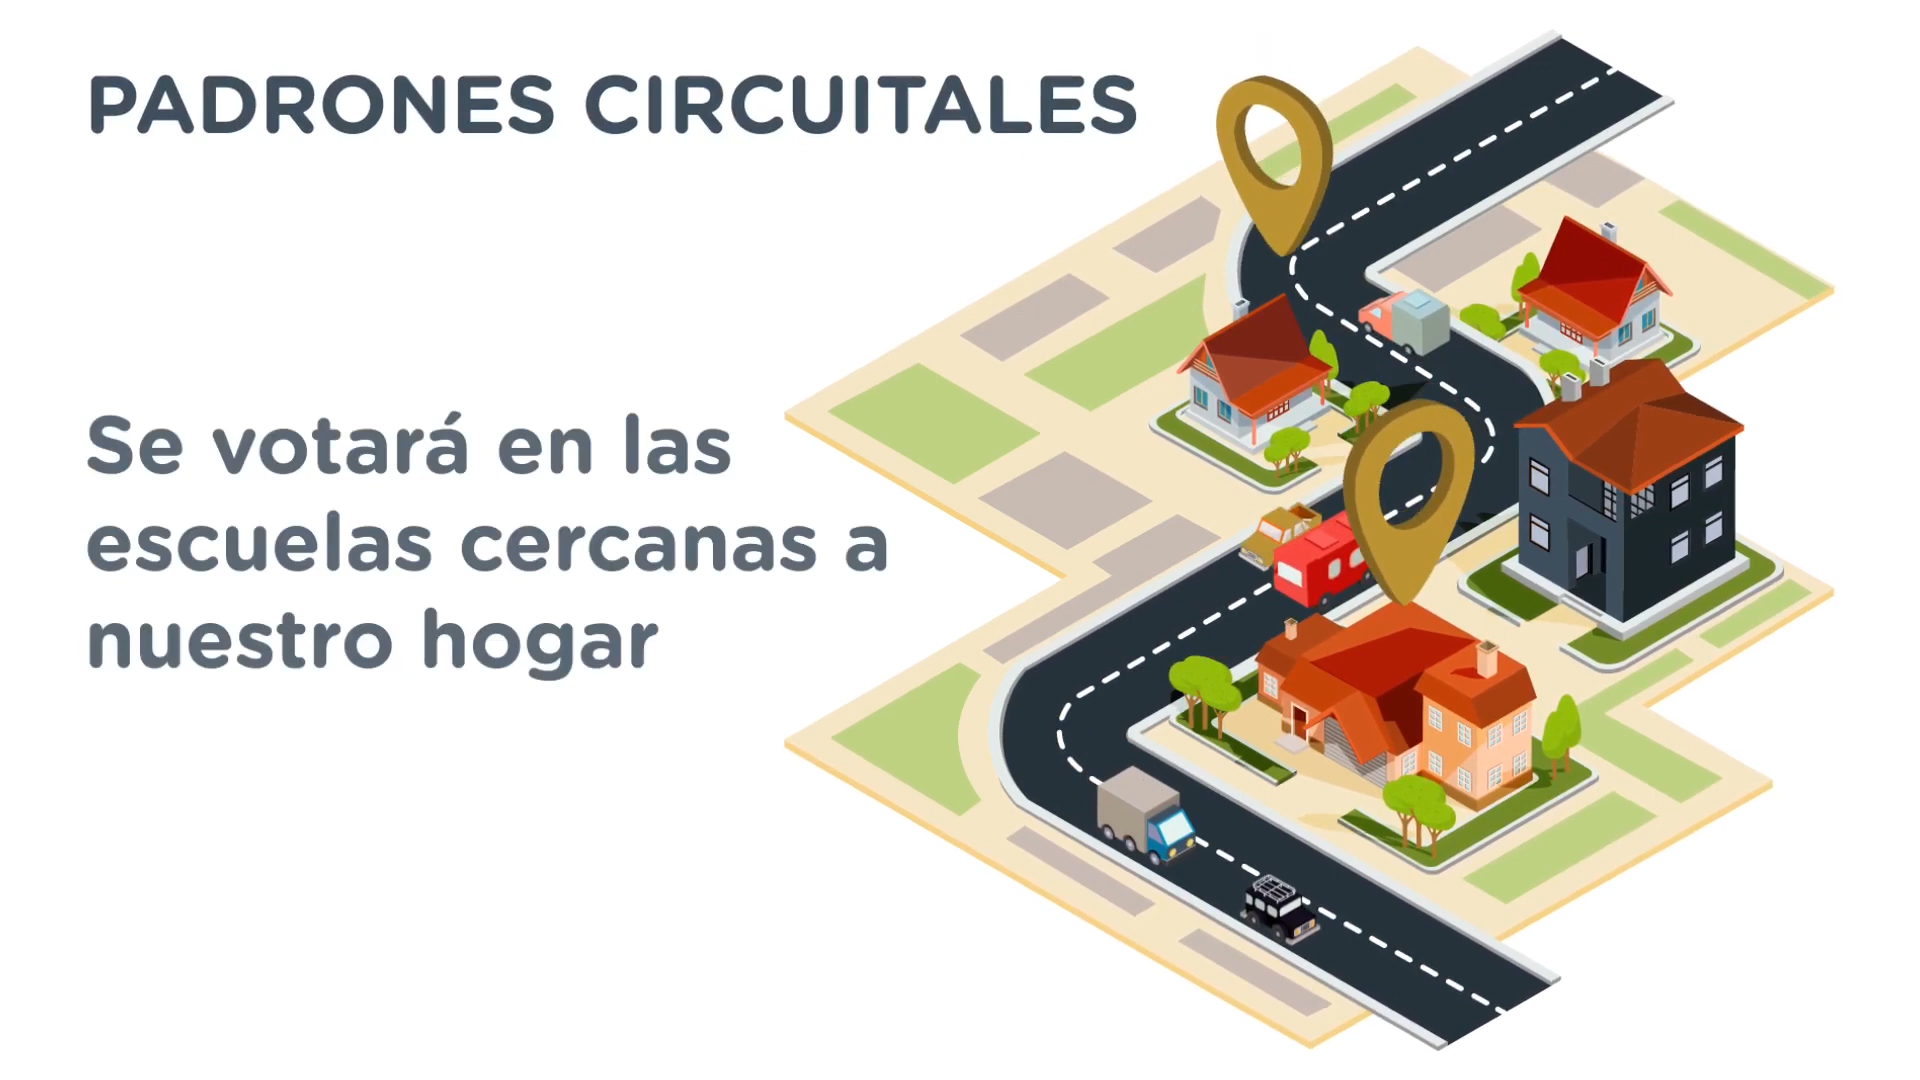 PADRONES CIRCUITALES
Se votará en las
escuelas cercanas a
nuestro hogar